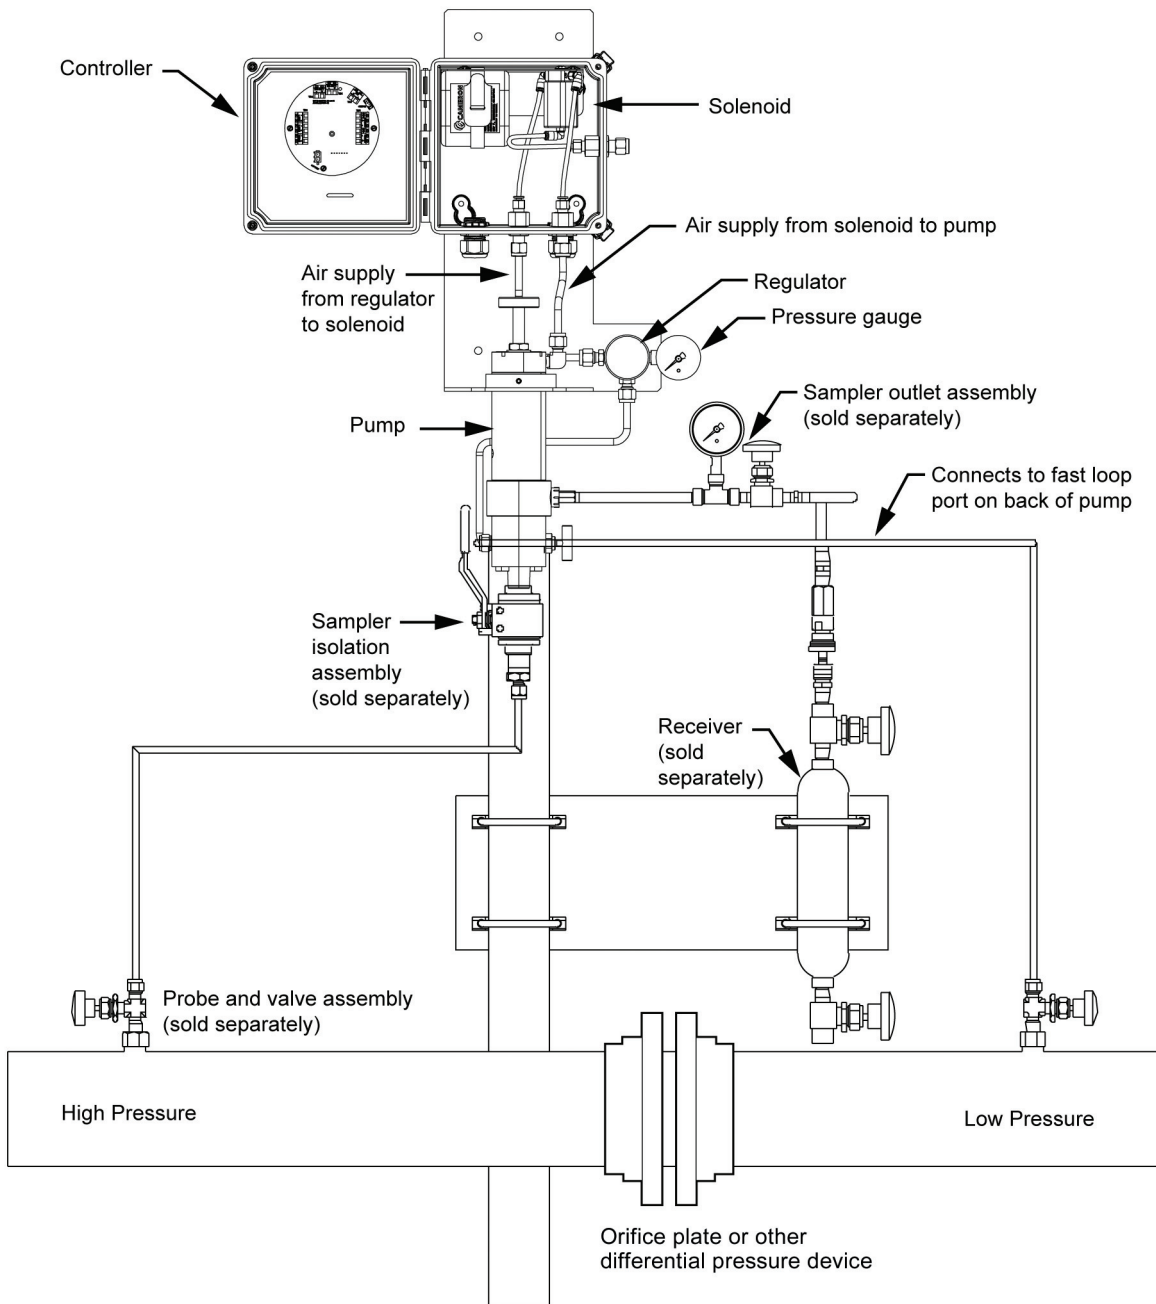 Controller
CAMERON
Solenoid
Air supply from solenoid to pump
Air supply
from regulator
to solenoid
Regulator
Pressure gauge
Sampler outlet assembly
(sold separately)
Pump
Connects to fast loop
port on back of pump
Sampler
isolation
assembly
(sold separately)
Receiver
(sold
separately)
Probe and valve assembly
(sold separately)
High Pressure
Low Pressure
Orifice plate or other
differential pressure device